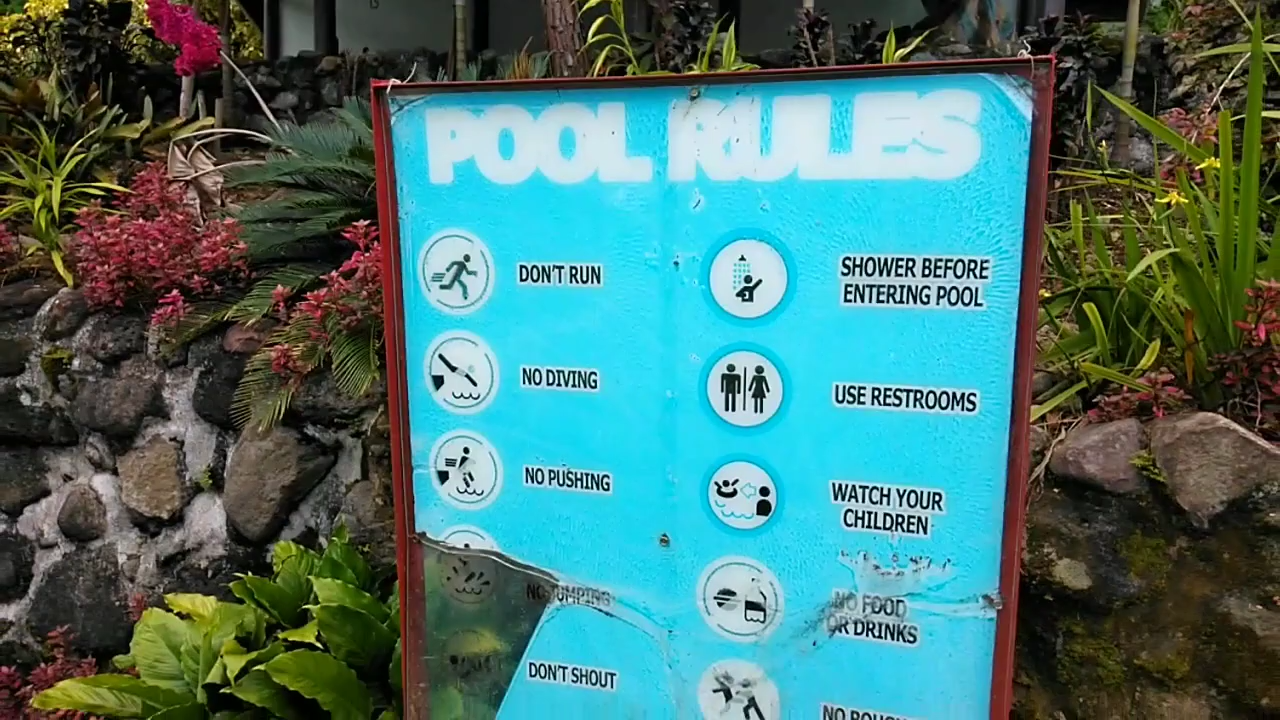 POOL RULES
DON'T RUN
NO DIVING
NO PUSHING
NO JUMPING
DON'T SHOUT
SHOWER BEFORE
ENTERING POOL
USE RESTROOMS
WATCH YOUR
CHILDREN
NO FOOD
OR DRINKS
NO